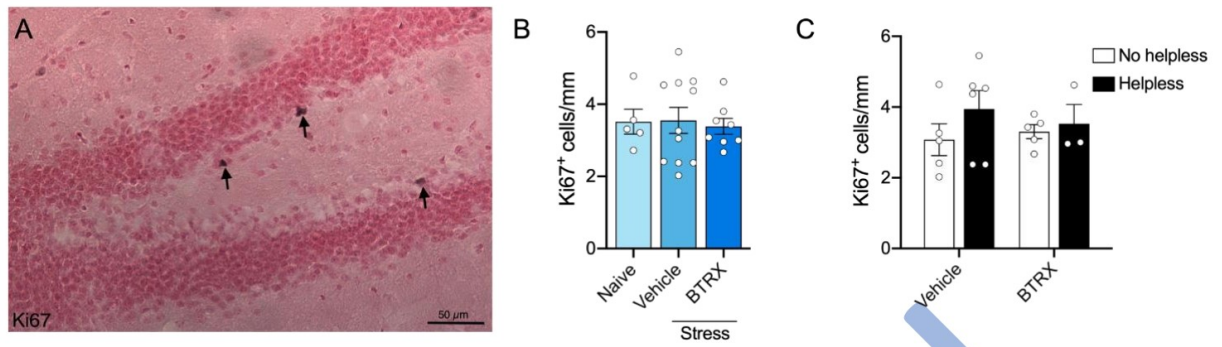 A
Ki67
50 µm
B
Ki67⁺ cells/mm
6
4
2
0
Naive
Vehicle
BTRX
Stress
C
Ki67⁺ cells/mm
6
4
2
0
Vehicle
BTRX
No helpless
Helpless